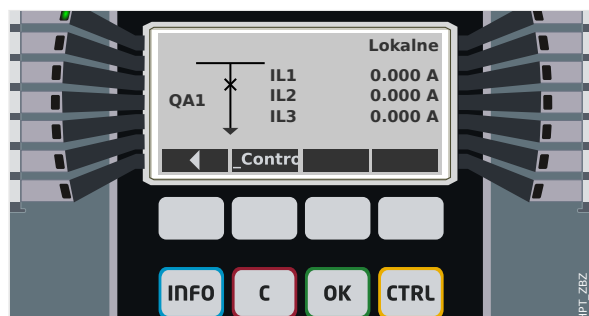 Lokalne
IL1 0.000 A
QA1 IL2 0.000 A
IL3 0.000 A
_Contro
INFO C OK CTRL
HPT_ZBZ